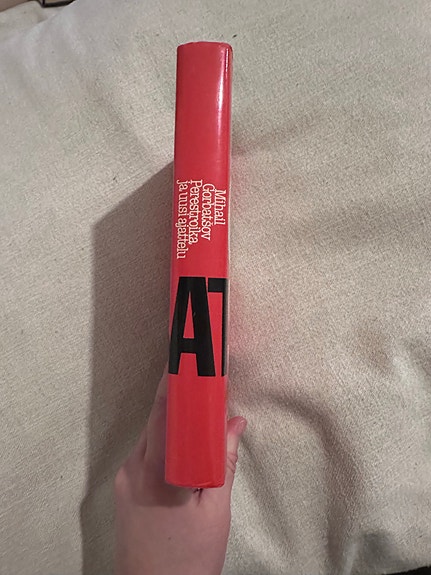 Mihail
Gorbatšov
Perestroika
ja uusi ajattelu
AT